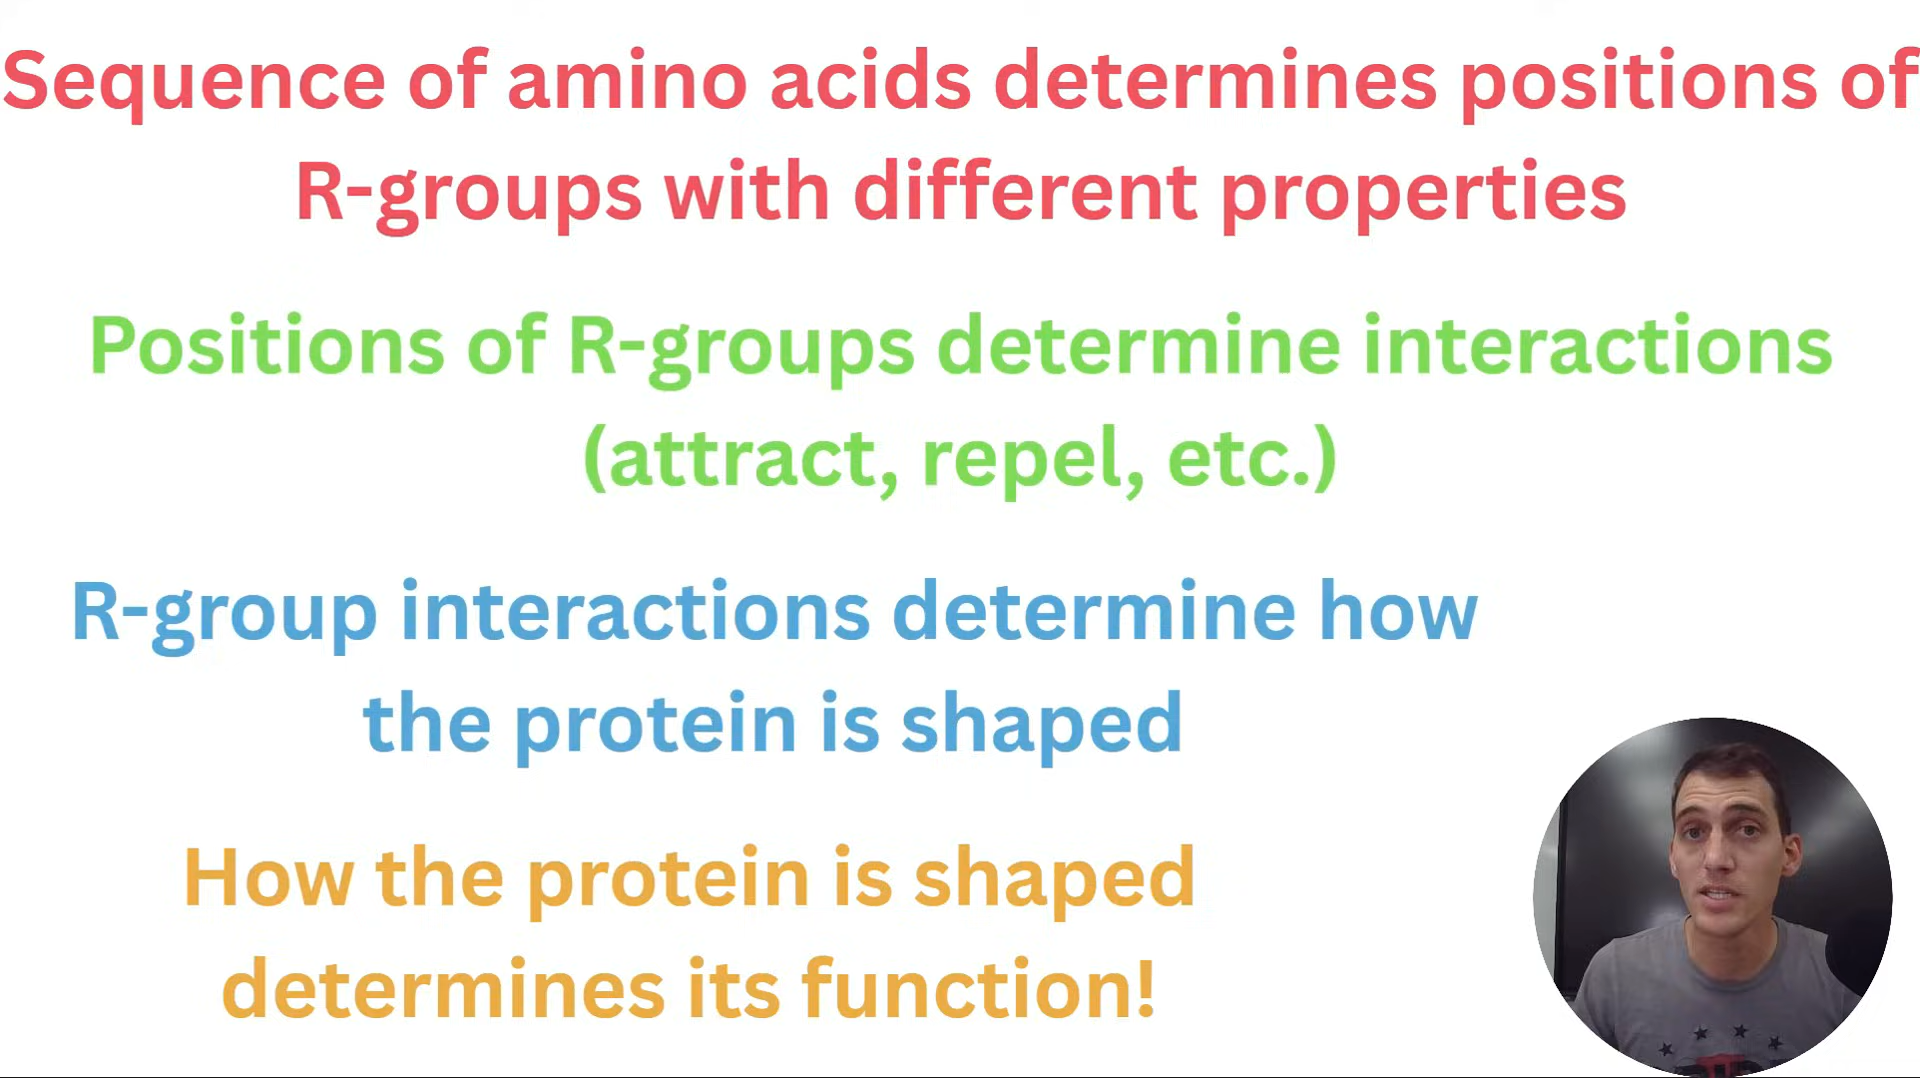 Sequence of amino acids determines positions of
R-groups with different properties
Positions of R-groups determine interactions
(attract, repel, etc.)
R-group interactions determine how
the protein is shaped
How the protein is shaped
determines its function!